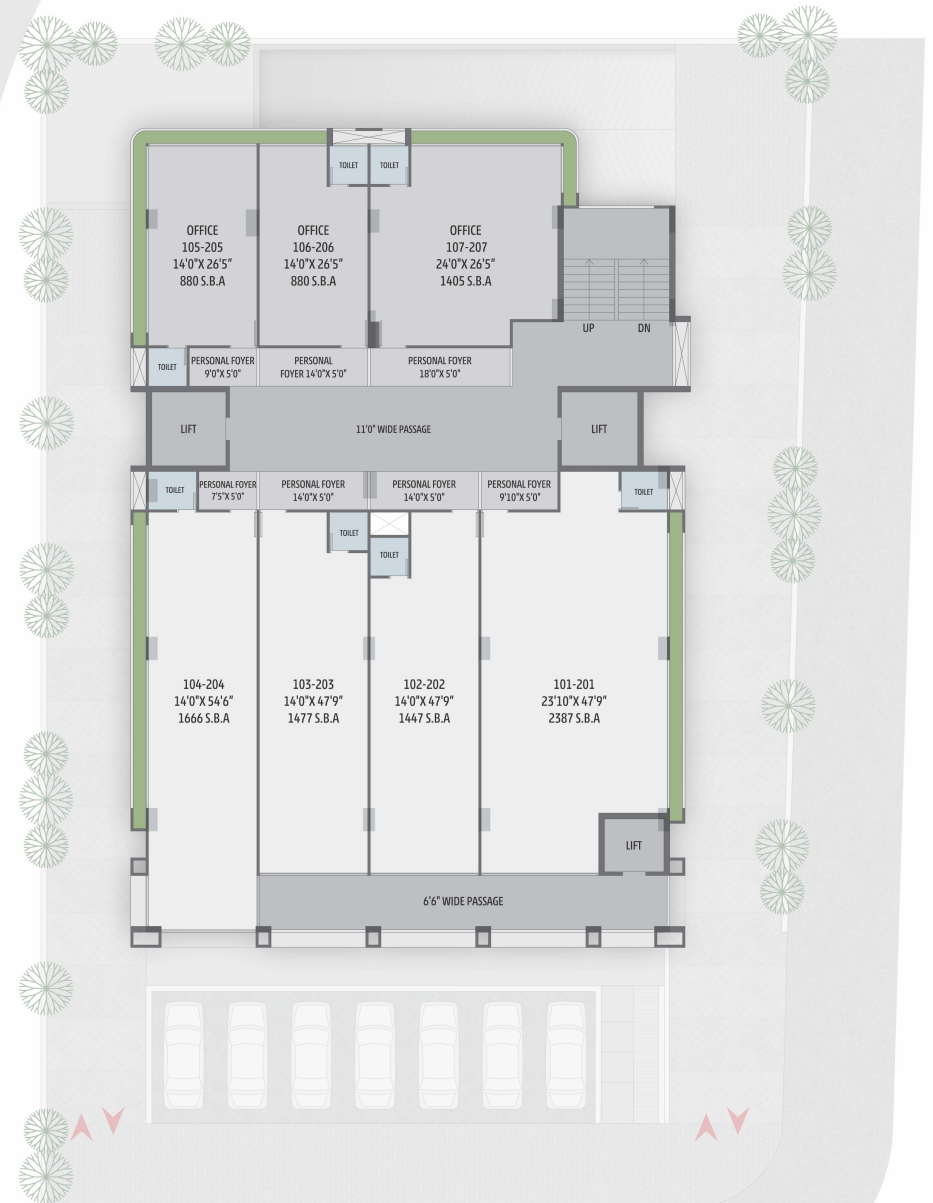 TOILET
TOILET
OFFICE
105-205
14'0"X 26'5"
880 S.B.A
OFFICE
106-206
14'0"X 26'5"
880 S.B.A
OFFICE
107-207
24'0"X 26'5"
1405 S.B.A
UP
DN
TOILET
PERSONAL FOYER
9'0"X 5'0"
PERSONAL
FOYER 14'0"X 5'0"
PERSONAL FOYER
18'0"X 5'0"
LIFT
11'0" WIDE PASSAGE
LIFT
TOILET
PERSONAL FOYER
7'5"X 5'0"
PERSONAL FOYER
14'0"X 5'0"
PERSONAL FOYER
14'0"X 5'0"
PERSONAL FOYER
9'10"X 5'0"
TOILET
TOILET
TOILET
104-204
14'0"X 54'6"
1666 S.B.A
103-203
14'0"X 47'9"
1477 S.B.A
102-202
14'0"X 47'9"
1447 S.B.A
101-201
23'10"X 47'9"
2387 S.B.A
LIFT
6'6" WIDE PASSAGE